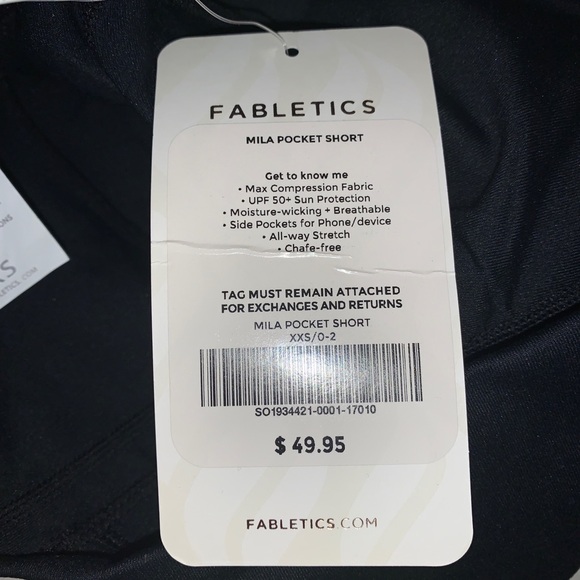 FABLETICS
MILA POCKET SHORT
Get to know me
• Max Compression Fabric
• UPF 50+ Sun Protection
• Moisture-wicking + Breathable
• Side Pockets for Phone/device
• All-way Stretch
• Chafe-free
TAG MUST REMAIN ATTACHED
FOR EXCHANGES AND RETURNS
MILA POCKET SHORT
XXS/0-2
SO1934421-0001-17010
$ 49.95
FABLETICS.COM